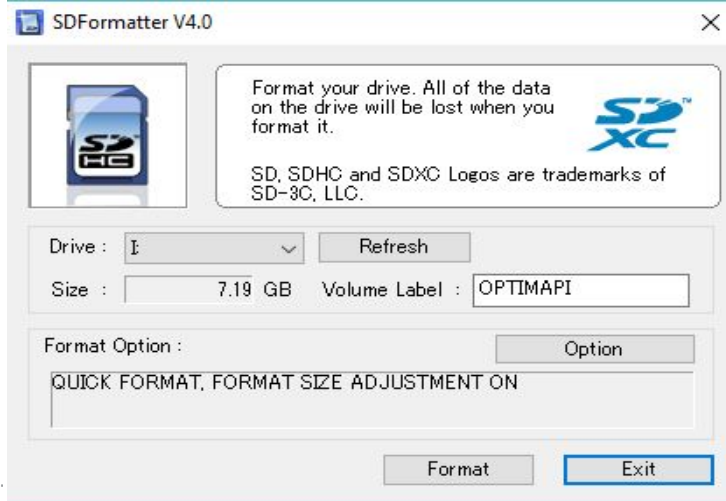 SDFormatter V4.0
Format your drive. All of the data
on the drive will be lost when you
format it.
SD, SDHC and SDXC Logos are trademarks of
SD-3C, LLC.
SD HC
SD XC™
Drive : I: Refresh
Size : 7.19 GB Volume Label : OPTIMAPI
Format Option : Option
QUICK FORMAT, FORMAT SIZE ADJUSTMENT ON
Format Exit